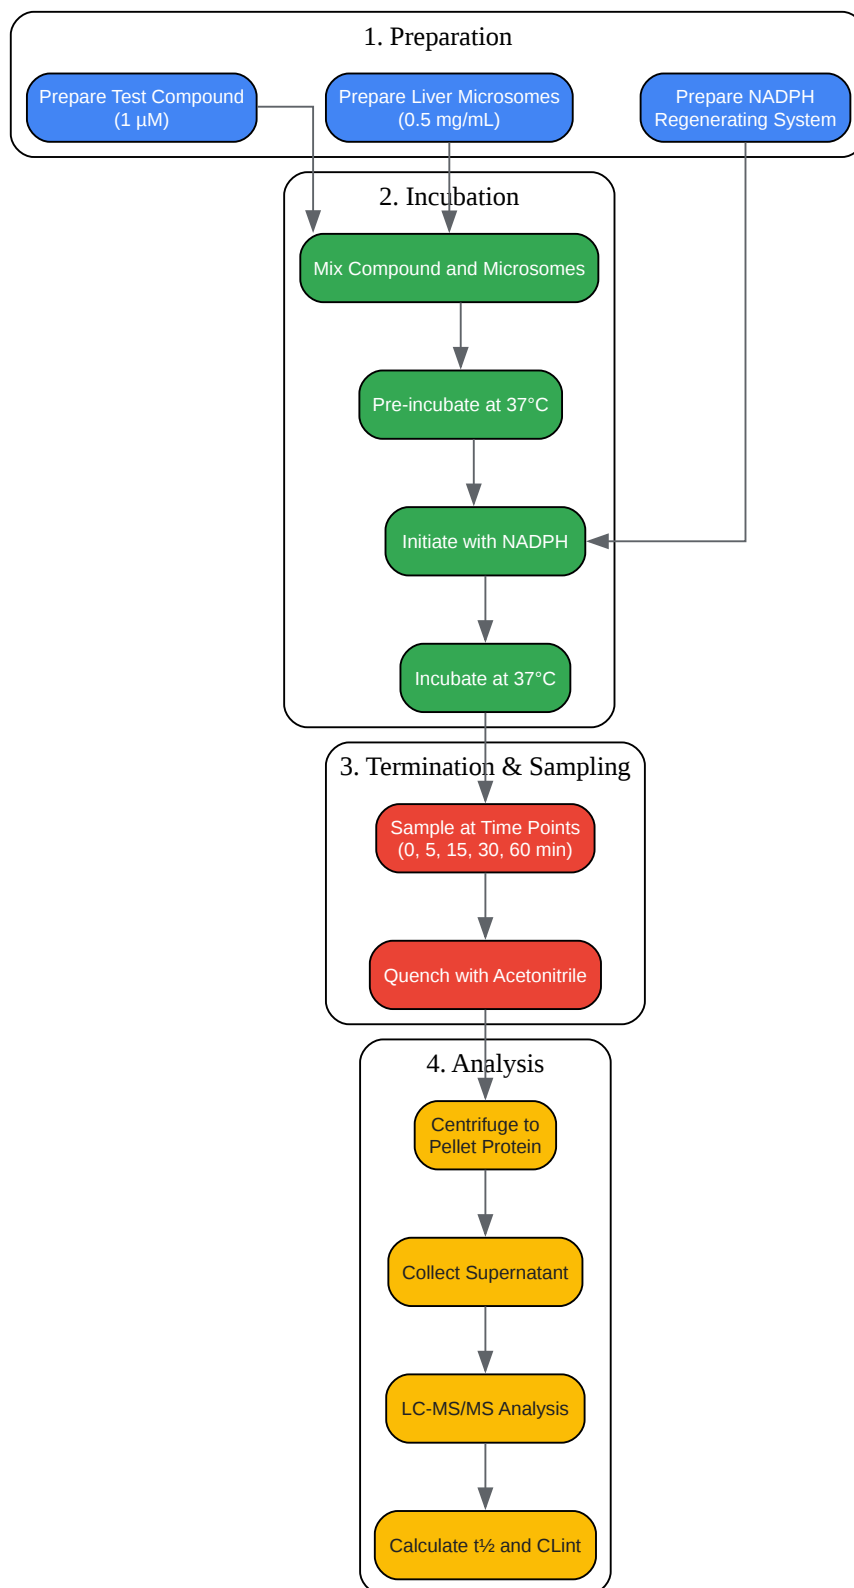 1. Preparation
Prepare Test Compound
(1 µM)
Prepare Liver Microsomes
(0.5 mg/mL)
Prepare NADPH
Regenerating System
2. Incubation
Mix Compound and Microsomes
Pre-incubate at 37°C
Initiate with NADPH
Incubate at 37°C
3. Termination & Sampling
Sample at Time Points
(0, 5, 15, 30, 60 min)
Quench with Acetonitrile
4. Analysis
Centrifuge to
Pellet Protein
Collect Supernatant
LC-MS/MS Analysis
Calculate t½ and CLint